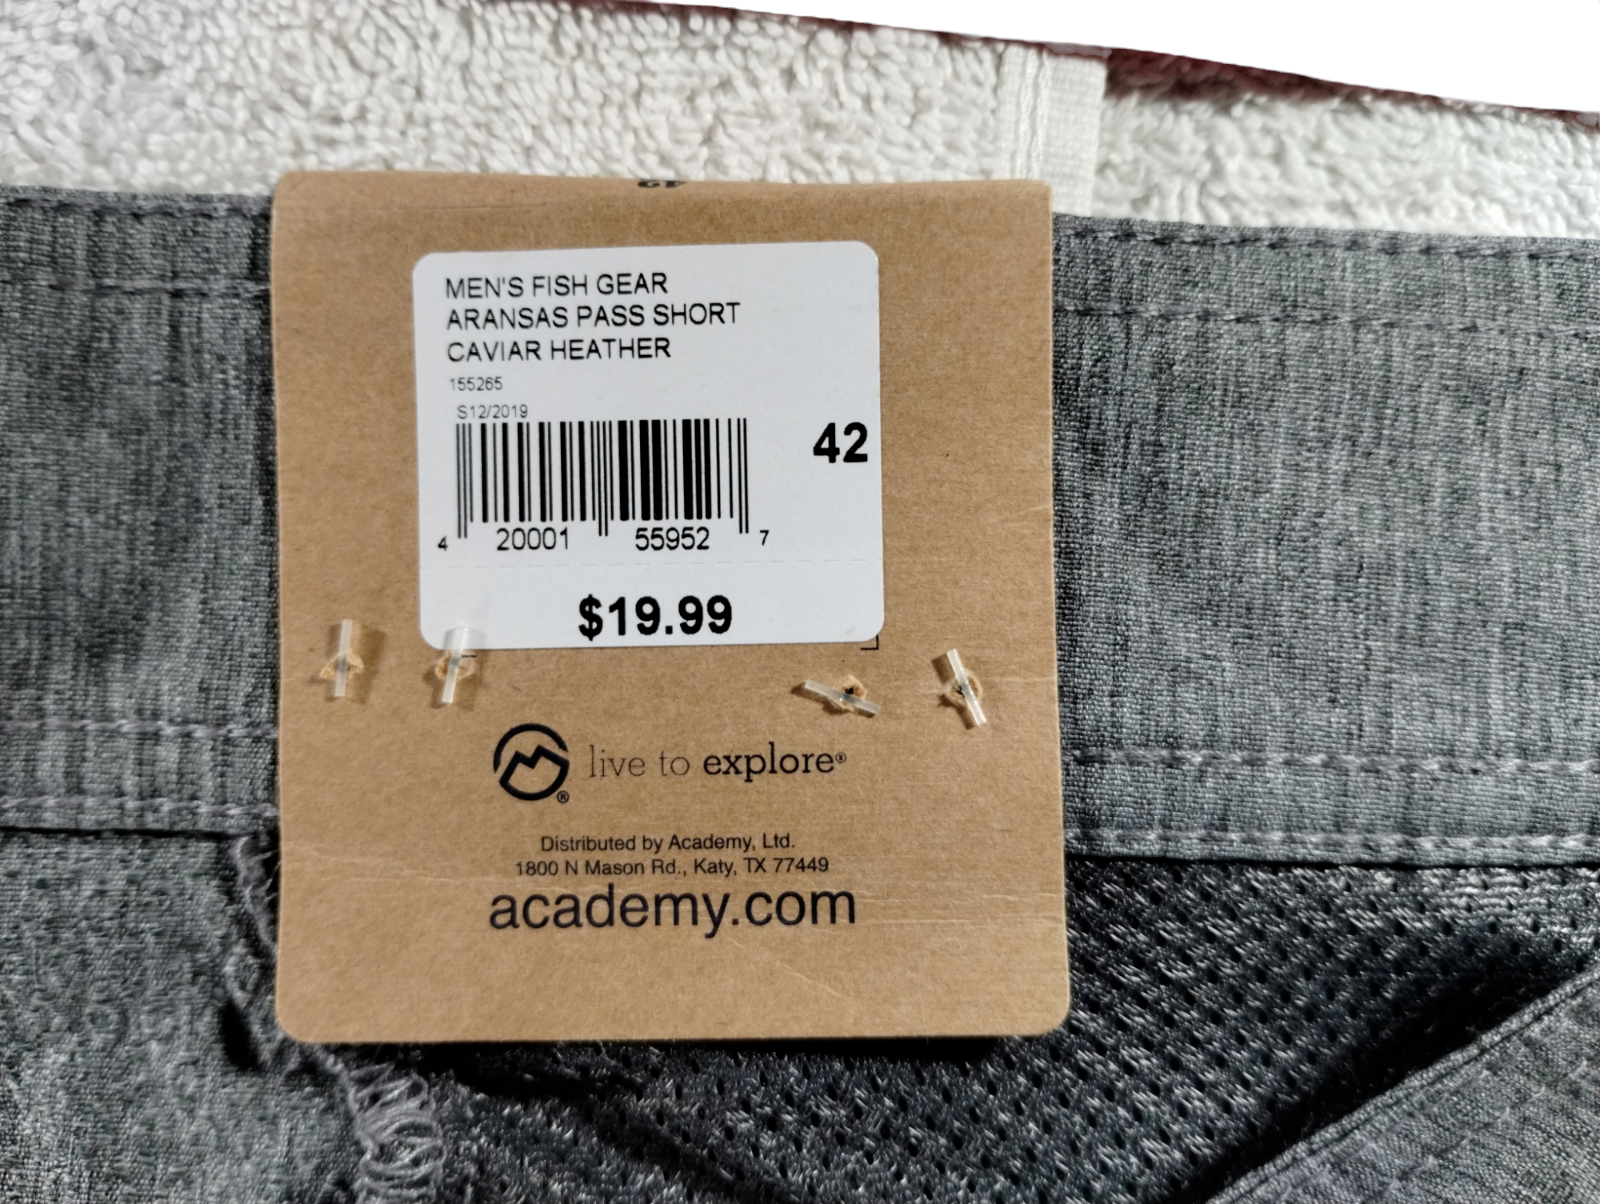 MEN'S FISH GEAR
ARANSAS PASS SHORT
CAVIAR HEATHER
155265
S12/2019
42
4 20001 55952 7
$19.99
live to explore®
®
Distributed by Academy, Ltd.
1800 N Mason Rd., Katy, TX 77449
academy.com